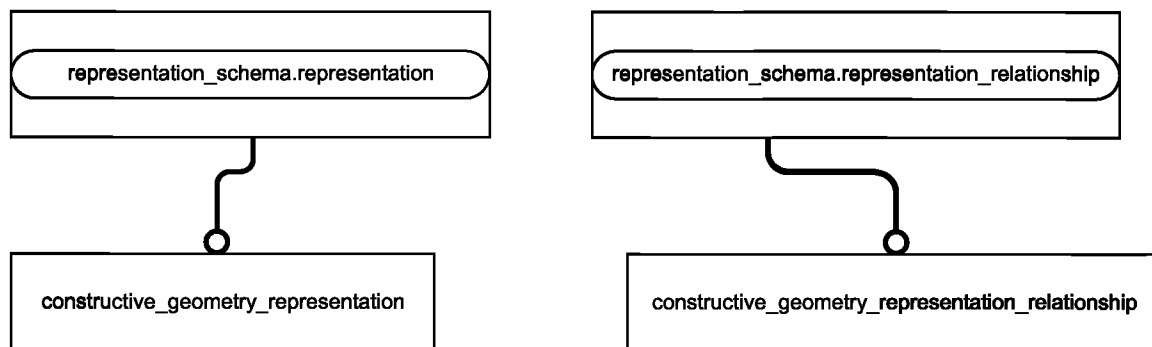 representation_schema.representation
representation_schema.representation_relationship
constructive_geometry_representation
constructive_geometry_representation_relationship